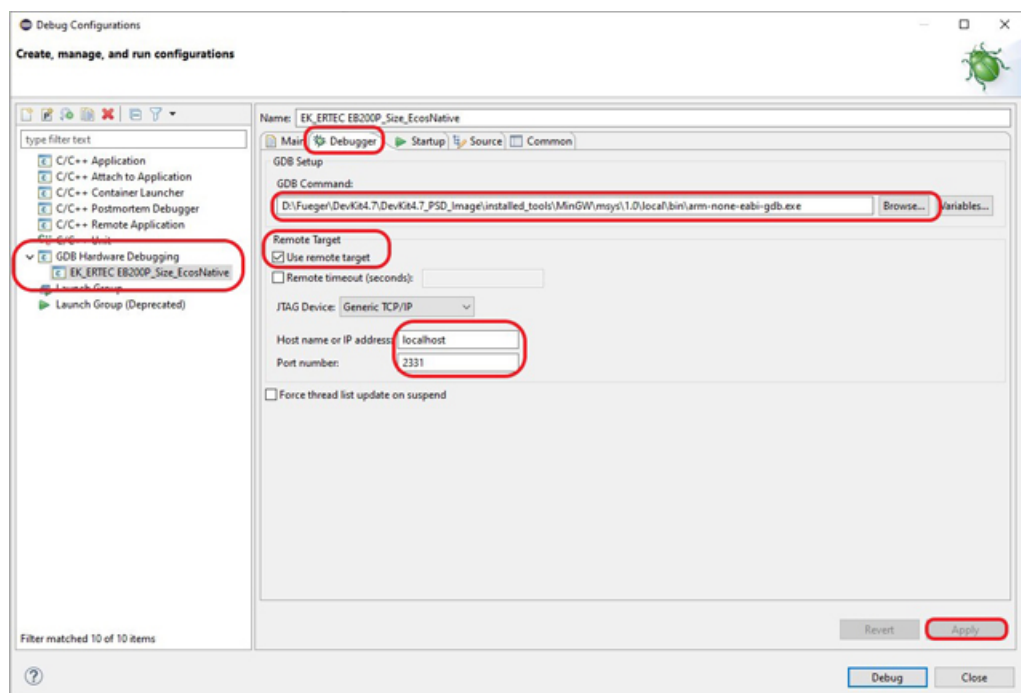 Debug Configurations
Create, manage, and run configurations
type filter text
C/C++ Application
C/C++ Attach to Application
C/C++ Container Launcher
C/C++ Postmortem Debugger
C/C++ Remote Application
C/C++ Unit
GDB Hardware Debugging
EK_ERTEC EB200P_Size_EcosNative
Launch Group
Launch Group (Deprecated)
Filter matched 10 of 10 items
Name: EK_ERTEC EB200P_Size_EcosNative
Main Debugger Startup Source Common
GDB Setup
GDB Command:
D:\Fueger\DevKit4.7\DevKit4.7_PSD_Image\installed_tools\MinGW\msys\1.0\local\bin\arm-none-eabi-gdb.exe Browse... Variables...
Remote Target
Use remote target
Remote timeout (seconds):
JTAG Device: Generic TCP/IP
Host name or IP address: localhost
Port number: 2331
Force thread list update on suspend
Revert Apply
? Debug Close